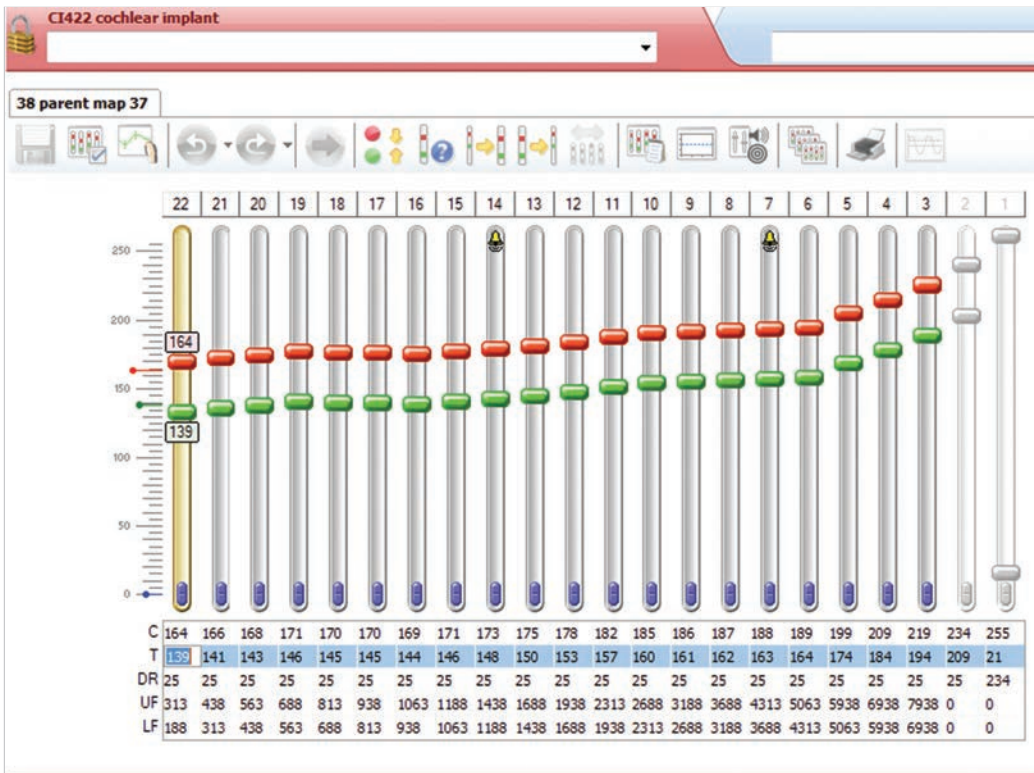 CI422 cochlear implant
38 parent map 37
22 21 20 19 18 17 16 15 14 13 12 11 10 9 8 7 6 5 4 3 2 1
250
200
164
150
139
100
50
0
C 164 166 168 171 170 170 169 171 173 175 178 182 185 186 187 188 189 199 209 219 234 255
T 139 141 143 146 145 145 144 146 148 150 153 157 160 161 162 163 164 174 184 194 209 21
DR 25 25 25 25 25 25 25 25 25 25 25 25 25 25 25 25 25 25 25 25 25 234
UF 313 438 563 688 813 938 1063 1188 1438 1688 1938 2313 2688 3188 3688 4313 5063 5938 6938 7938 0 0
LF 188 313 438 563 688 813 938 1063 1188 1438 1688 1938 2313 2688 3188 3688 4313 5063 5938 6938 0 0